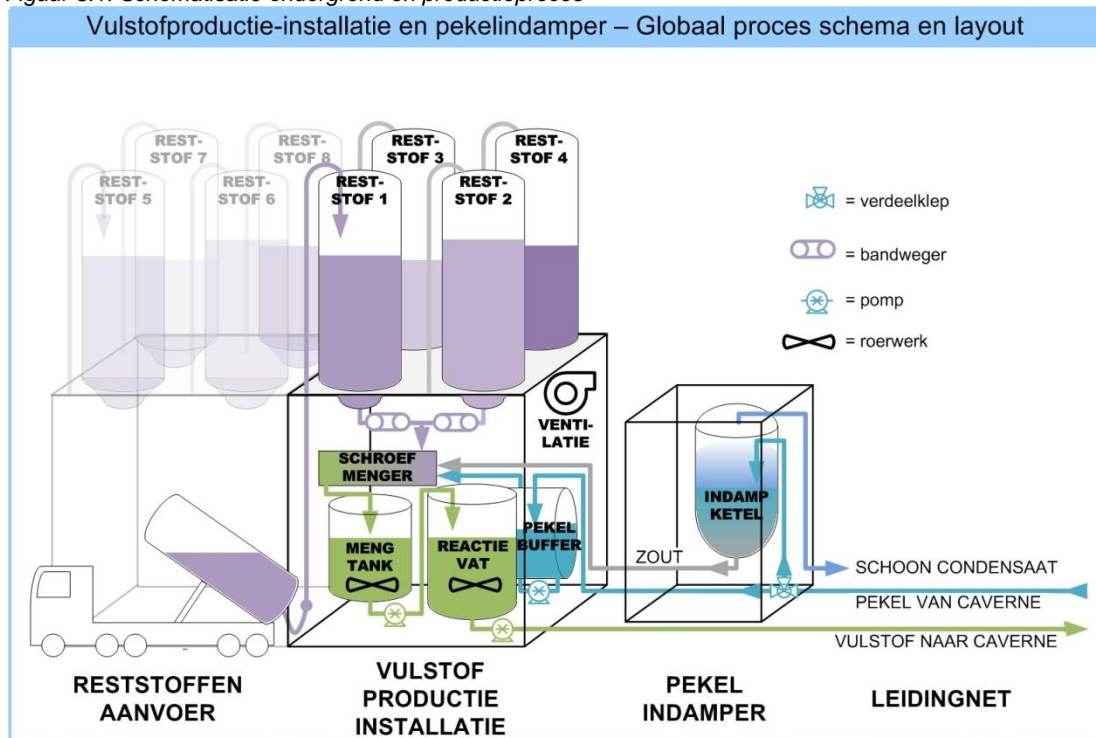 Vulstofproductie-installatie en pekelindamper – Globaal proces schema en layout
REST-
STOF 7
REST-
STOF 8
REST-
STOF 3
REST-
STOF 4
REST-
STOF 5
REST-
STOF 6
REST-
STOF 1
REST-
STOF 2
= verdeelklep
= bandweger
= pomp
= roerwerk
VENTI-
LATIE
SCHROEF
MENGER
MENG
TANK
REACTIE
VAT
PEKEL
BUFFER
INDAMP
KETEL
ZOUT
SCHOON CONDENSAAT
PEKEL VAN CAVERNE
VULSTOF NAAR CAVERNE
RESTSTOFFEN
AANVOER
VULSTOF
PRODUCTIE
INSTALLATIE
PEKEL
INDAMPER
LEIDINGNET